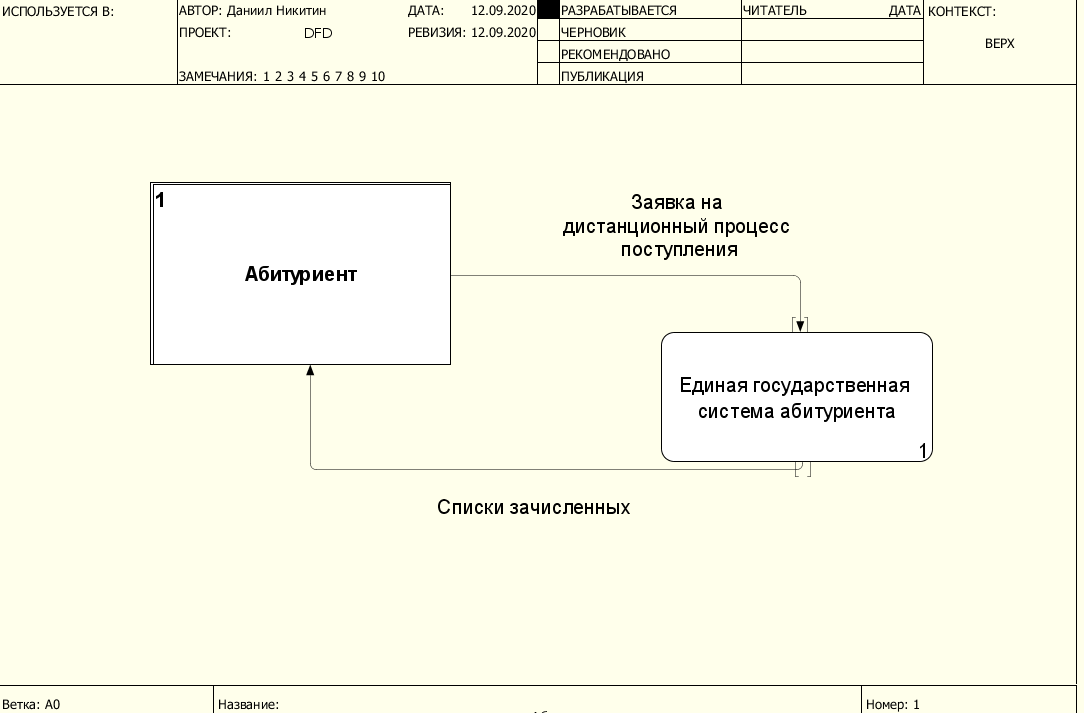 ИСПОЛЬЗУЕТСЯ В:
АВТОР: Даниил Никитин
ДАТА: 12.09.2020
ПРОЕКТ: DFD
РЕВИЗИЯ: 12.09.2020
ЗАМЕЧАНИЯ: 1 2 3 4 5 6 7 8 9 10
РАЗРАБАТЫВАЕТСЯ
ЧЕРНОВИК
РЕКОМЕНДОВАНО
ПУБЛИКАЦИЯ
ЧИТАТЕЛЬ ДАТА
КОНТЕКСТ:
ВЕРХ
1
Абитуриент
Заявка на
дистанционный процесс
поступления
Единая государственная
система абитуриента
1
Списки зачисленных
Ветка: A0
Название:
Номер: 1